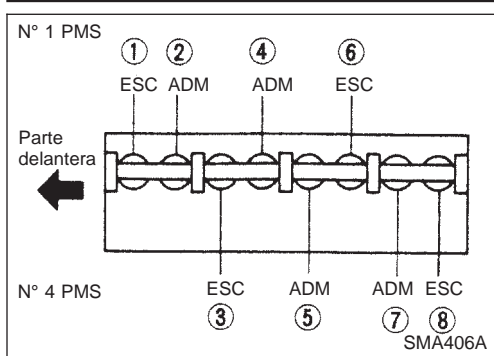 N° 1 PMS
① ② ④ ⑥
ESC ADM ADM ESC
Parte
delantera
N° 4 PMS
ESC ADM ADM ESC
③ ⑤ ⑦ ⑧
SMA406A